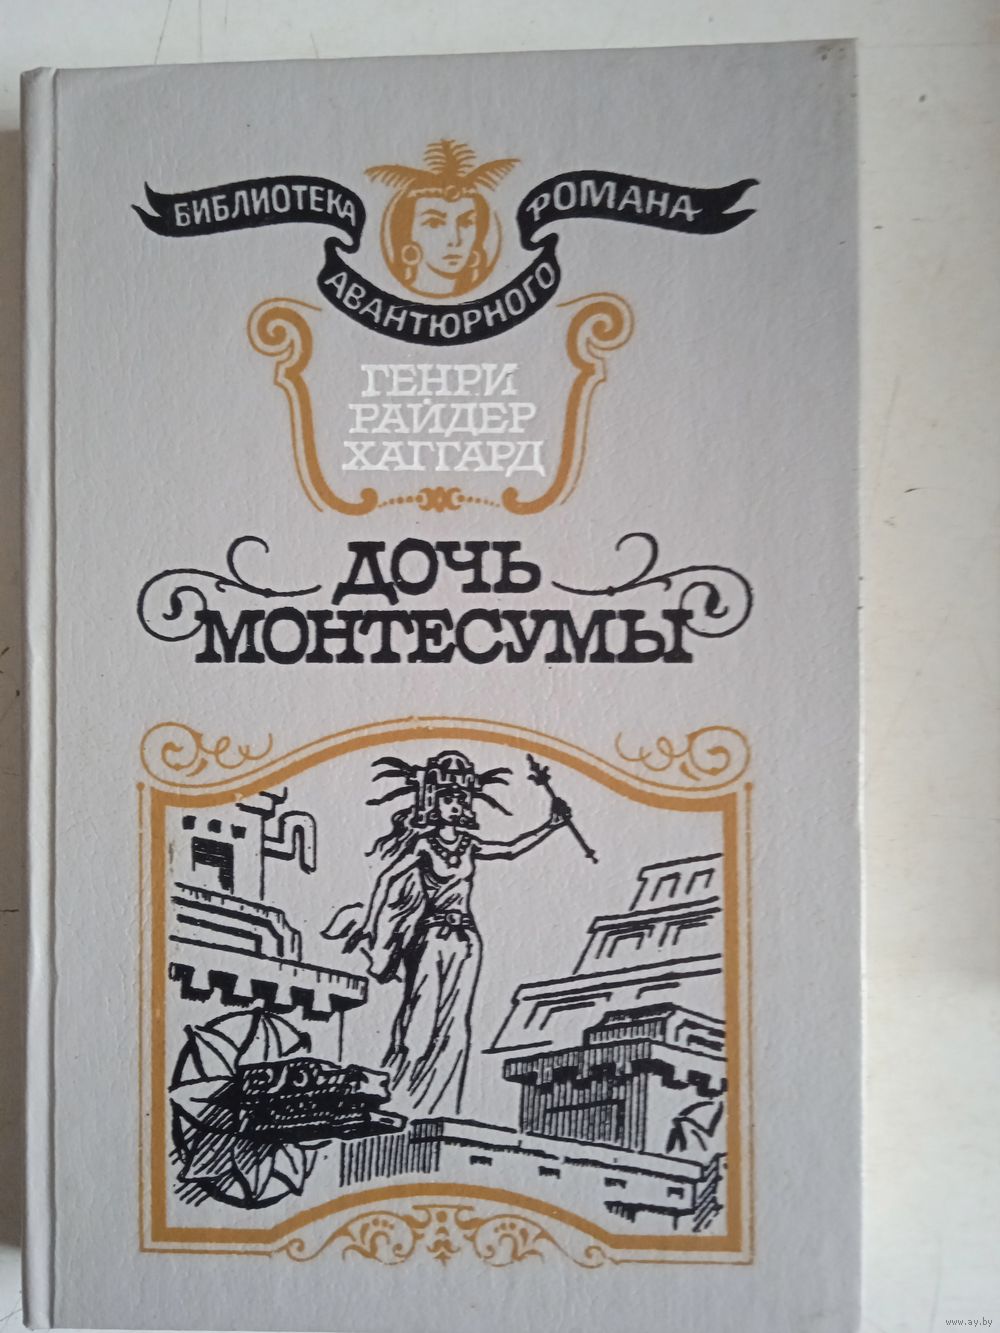 БИБЛИОТЕКА
АВАНТЮРНОГО
РОМАНА
ГЕНРИ
РАЙДЕР
ХАГГАРД
ДОЧЬ
МОНТЕСУМЫ
www.ay.by